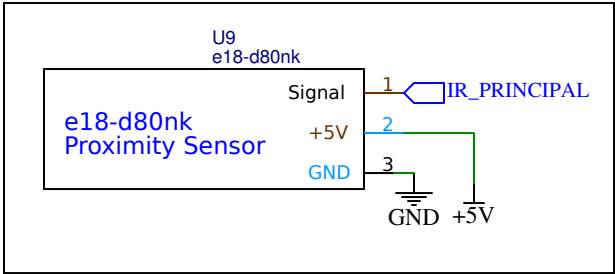 U9
e18-d80nk
Signal 1 IR_PRINCIPAL
e18-d80nk
Proximity Sensor
+5V 2
GND 3
GND +5V